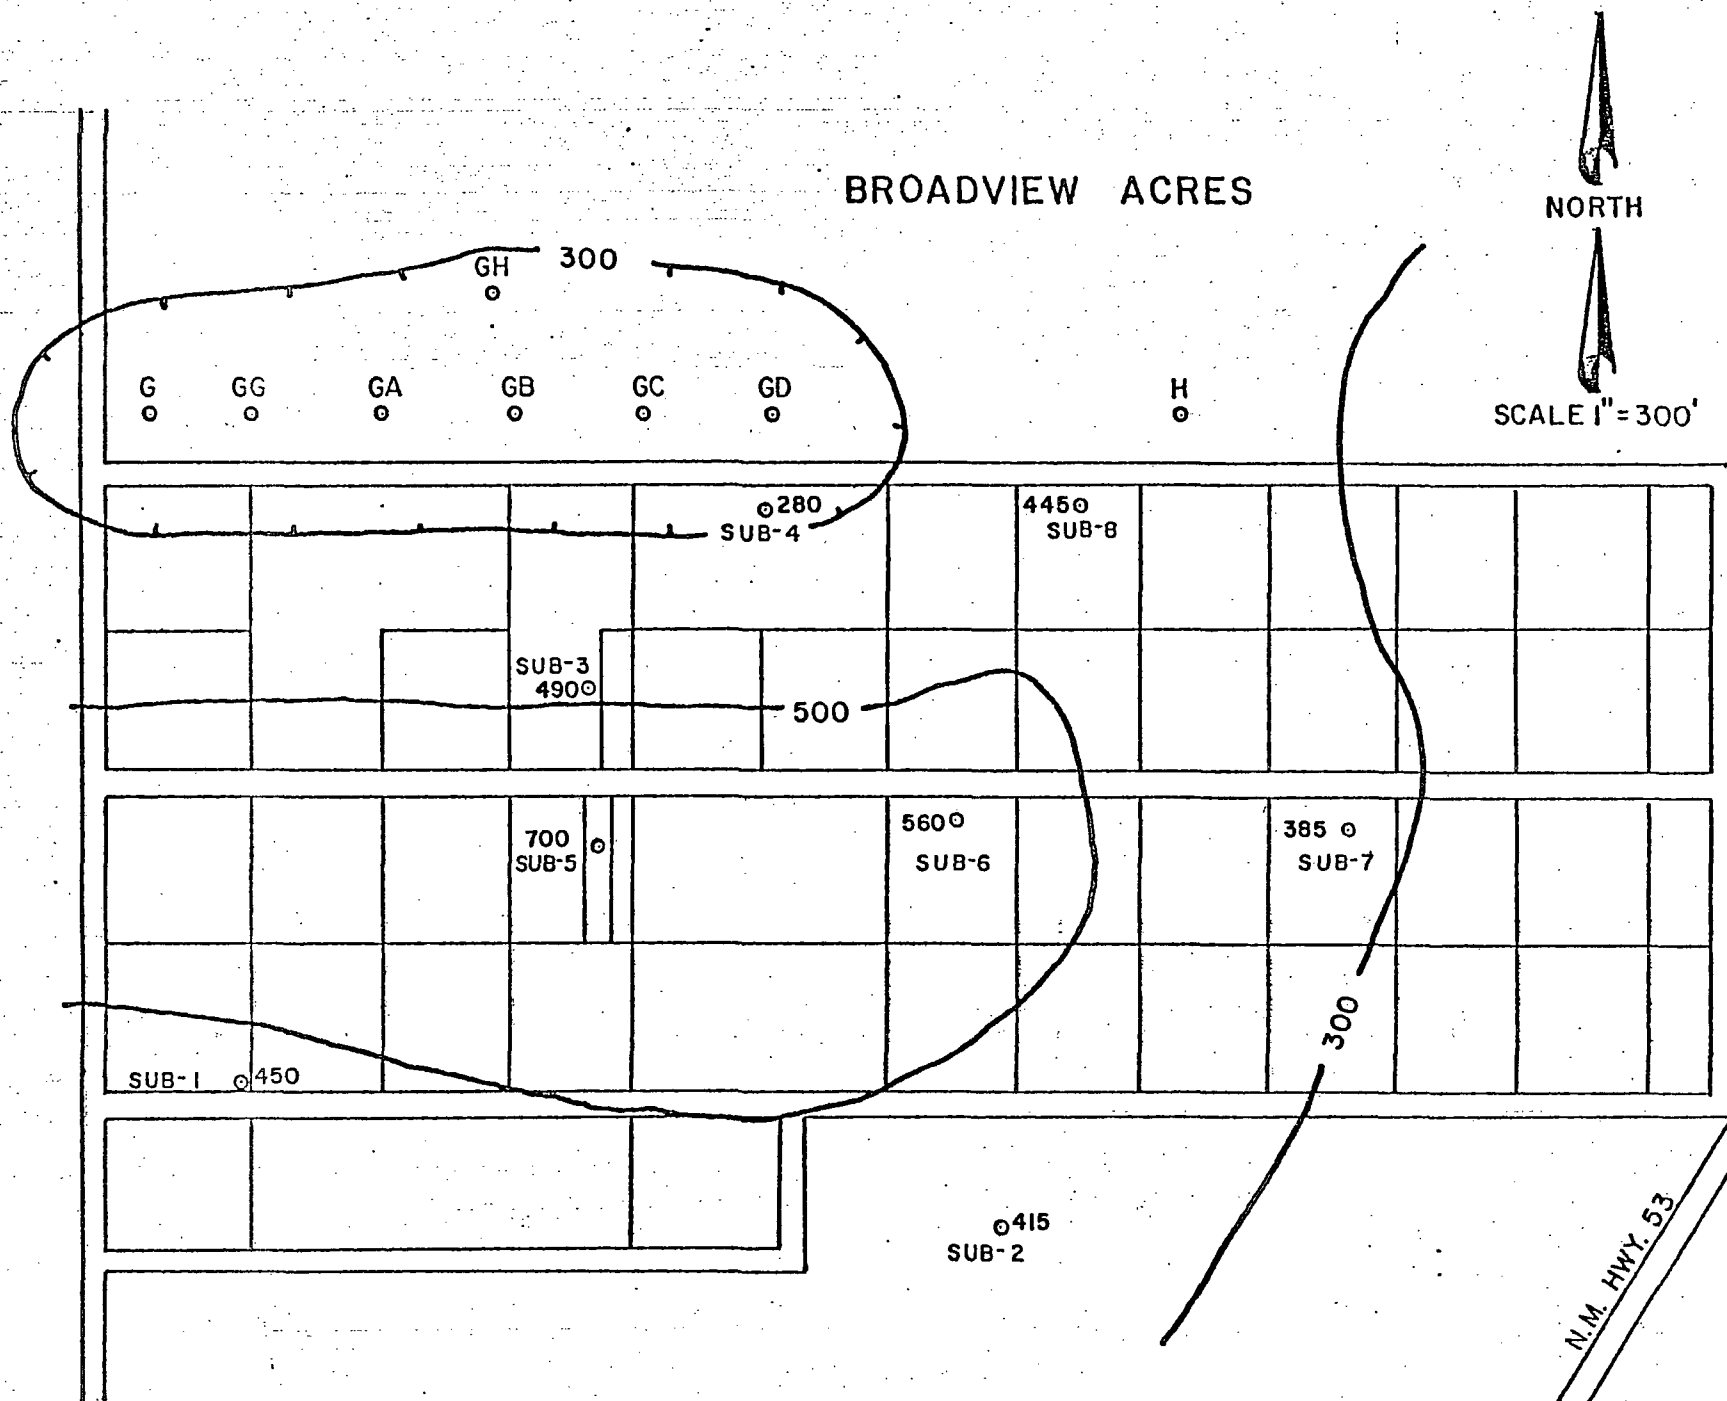 BROADVIEW ACRES
NORTH
300
GH
G GG GA GB GC GD H
SCALE 1"=300'
280
SUB-4
445
SUB-8
SUB-3
490
500
700
SUB-5
560
SUB-6
385
SUB-7
300
SUB-1 450
415
SUB-2
N.M. HWY. 53